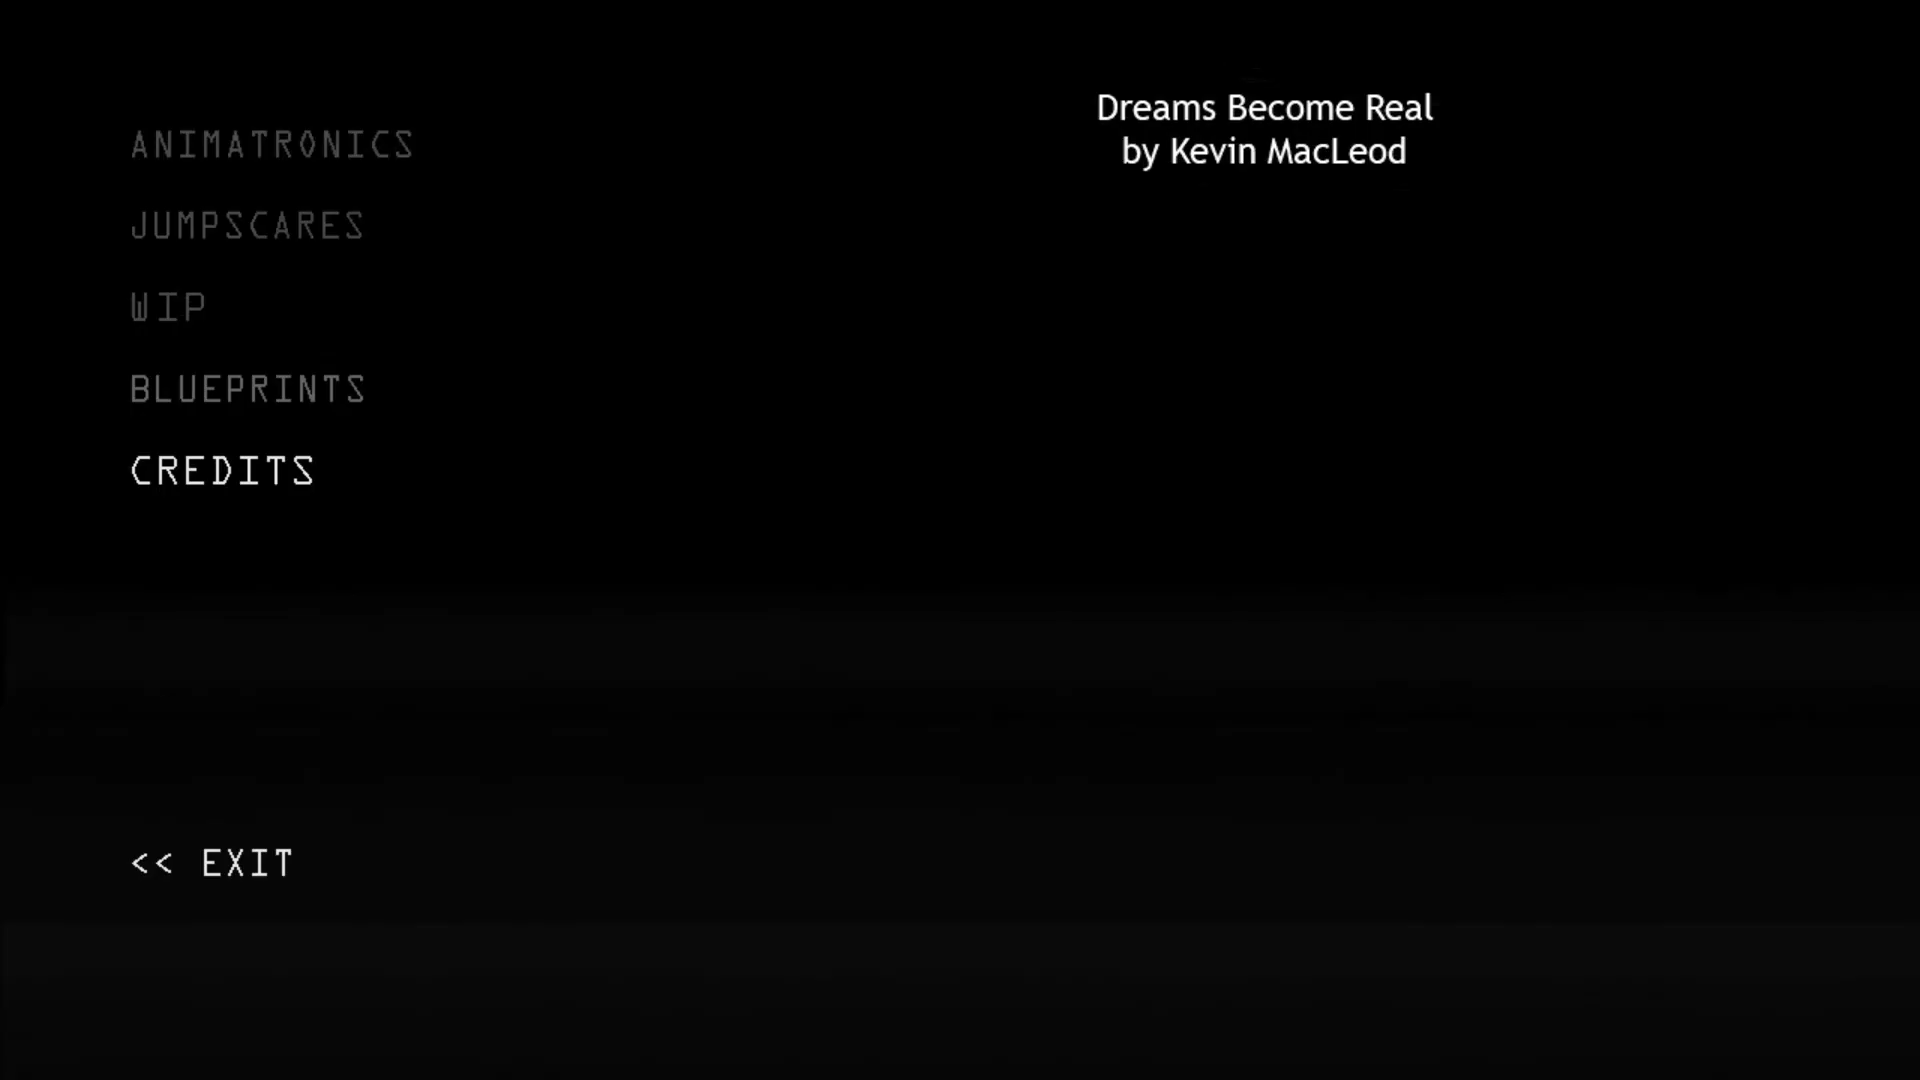 ANIMATRONICS
JUMPSCARES
WIP
BLUEPRINTS
CREDITS
<< EXIT
Dreams Become Real
by Kevin MacLeod